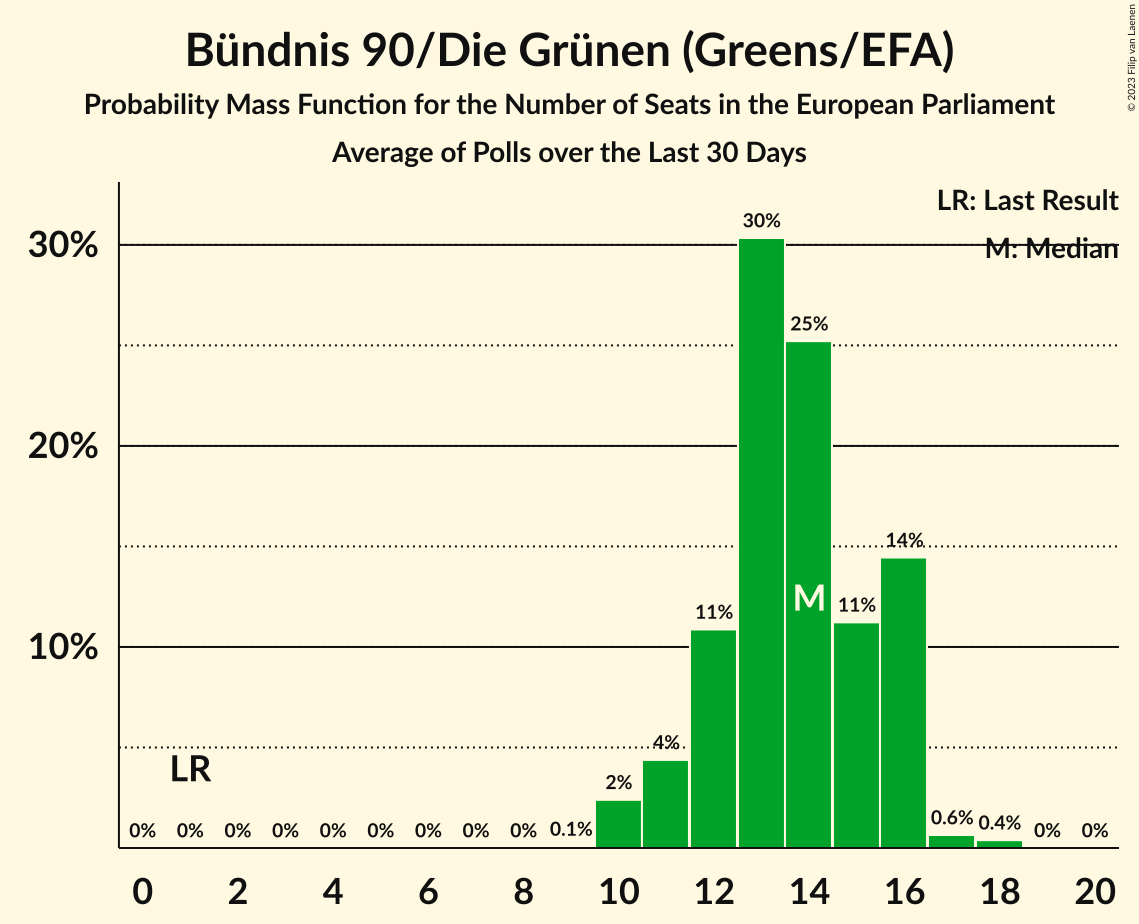 Bündnis 90/Die Grünen (Greens/EFA)
Probability Mass Function for the Number of Seats in the European Parliament
Average of Polls over the Last 30 Days
© 2023 Filip van Laenen
LR: Last Result
M: Median
30%
20%
10%
30%
25%
14%
M
11%
11%
4%
LR
2%
0% 0% 0% 0% 0% 0% 0% 0% 0% 0.1% 0.6% 0.4% 0% 0%
0 2 4 6 8 10 12 14 16 18 20